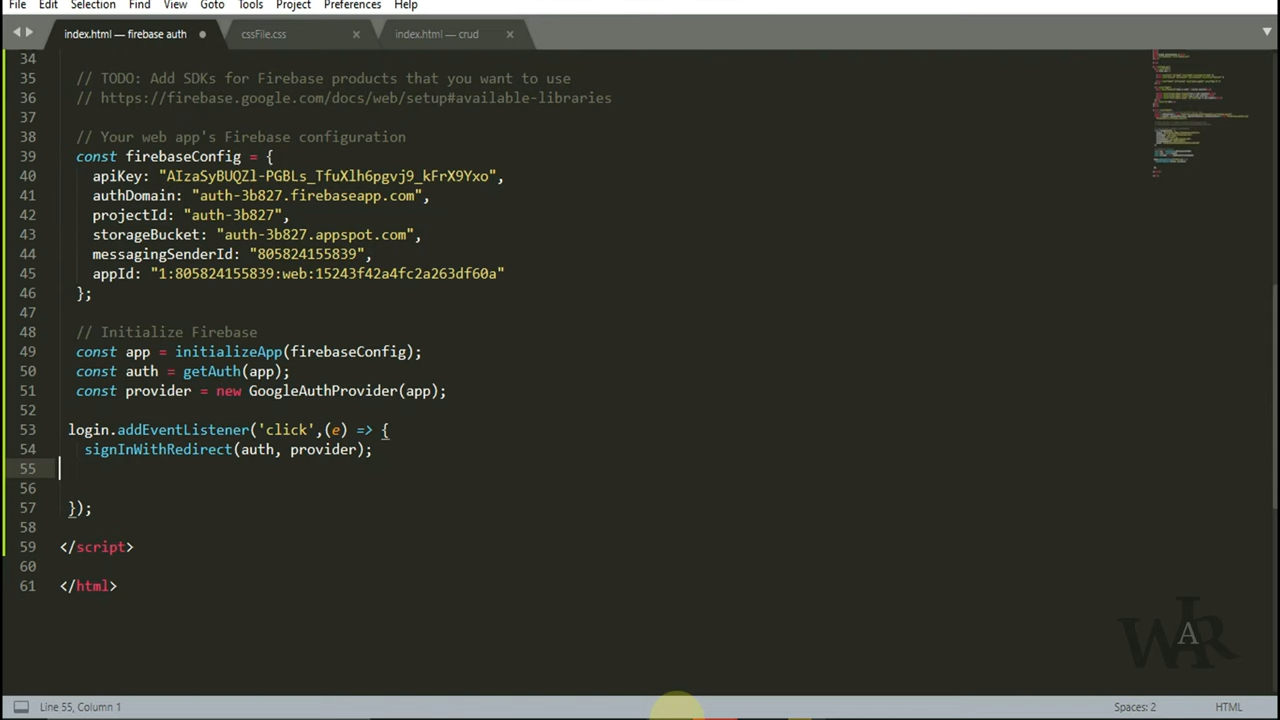 File Edit Selection Find View Goto Tools Project Preferences Help
index.html — firebase auth cssFile.css index.html — crud
34
35 // TODO: Add SDKs for Firebase products that you want to use
36 // https://firebase.google.com/docs/web/setup#available-libraries
37
38 // Your web app's Firebase configuration
39 const firebaseConfig = {
40 apiKey: "AIzaSyBUQZl-PGBLs_TfuXlh6pgvj9_kFrX9Yxo",
41 authDomain: "auth-3b827.firebaseapp.com",
42 projectId: "auth-3b827",
43 storageBucket: "auth-3b827.appspot.com",
44 messagingSenderId: "805824155839",
45 appId: "1:805824155839:web:15243f42a4fc2a263df60a"
46 };
47
48 // Initialize Firebase
49 const app = initializeApp(firebaseConfig);
50 const auth = getAuth(app);
51 const provider = new GoogleAuthProvider(app);
52
53 login.addEventListener('click',(e) => {
54 signInWithRedirect(auth, provider);
55
56
57 });
58
59 </script>
60
61 </html>
WAR
Line 55, Column 1 Spaces: 2 HTML